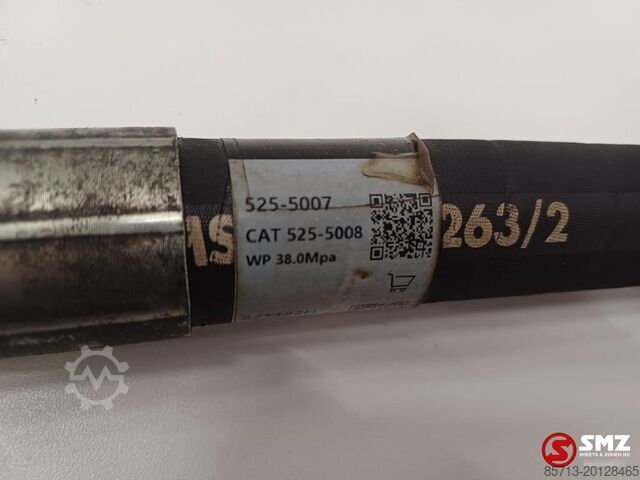 525-5007
CAT 525-5008
WP 38.0Mpa
263/2
SMZ
SHEETS & ZONEN NV
85713-20128465